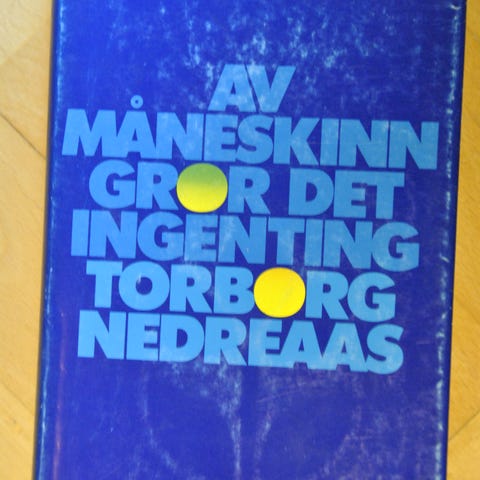 AV
MÅNESKINN
GROR DET
INGENTING
TORBORG
NEDREAAS